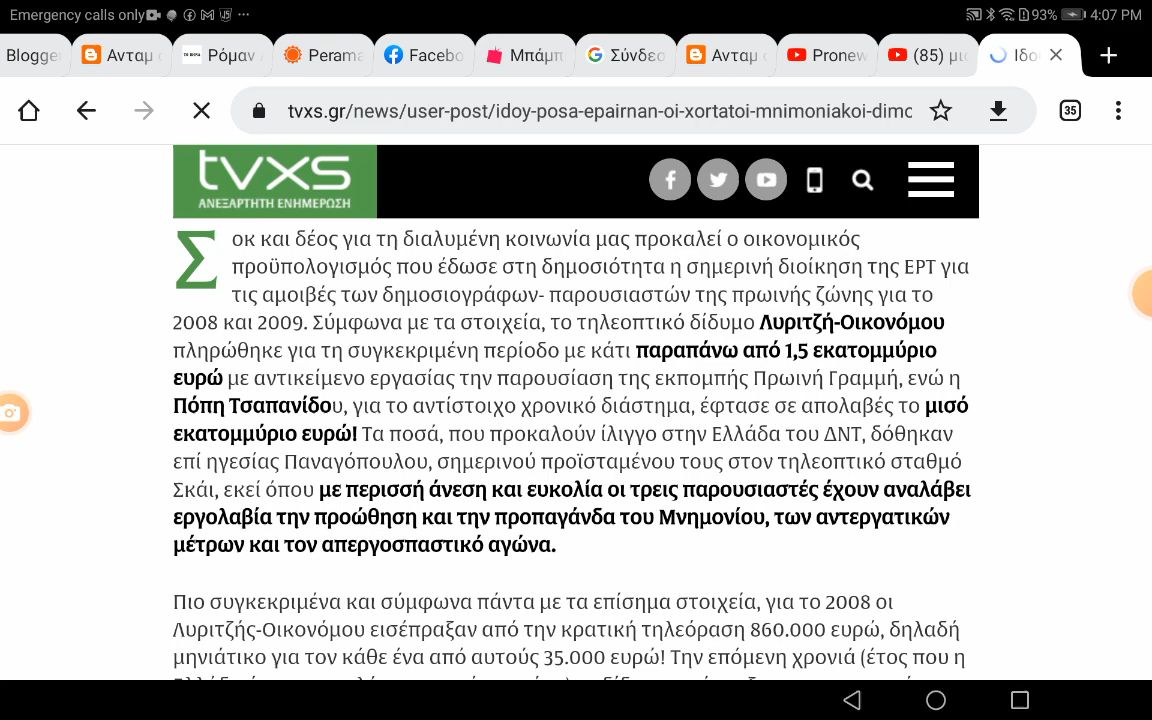 Emergency calls only 93% 4:07 PM
Blogge Ανταμ Ρόμαν Perama Facebo Μπάμπ Σύνδεσ Ανταμ Pronew (85) μι Ιδο
tvxs.gr/news/user-post/idoy-posa-epairnan-oi-xortatoi-mnimoniakoi-dimo 35
tvxs
ΑΝΕΞΑΡΤΗΤΗ ΕΝΗΜΕΡΩΣΗ
Σοκ και δέος για τη διαλυμένη κοινωνία μας προκαλεί ο οικονομικός
προϋπολογισμός που έδωσε στη δημοσιότητα η σημερινή διοίκηση της ΕΡΤ για
τις αμοιβές των δημοσιογράφων- παρουσιαστών της πρωινής ζώνης για το
2008 και 2009. Σύμφωνα με τα στοιχεία, το τηλεοπτικό δίδυμο Λυριτζή-Οικονόμου
πληρώθηκε για τη συγκεκριμένη περίοδο με κάτι παραπάνω από 1,5 εκατομμύριο
ευρώ με αντικείμενο εργασίας την παρουσίαση της εκπομπής Πρωινή Γραμμή, ενώ η
Πόπη Τσαπανίδου, για το αντίστοιχο χρονικό διάστημα, έφτασε σε απολαβές το μισό
εκατομμύριο ευρώ! Τα ποσά, που προκαλούν ίλιγγο στην Ελλάδα του ΔΝΤ, δόθηκαν
επί ηγεσίας Παναγόπουλου, σημερινού προϊσταμένου τους στον τηλεοπτικό σταθμό
Σκάι, εκεί όπου με περισσή άνεση και ευκολία οι τρεις παρουσιαστές έχουν αναλάβει
εργολαβία την προώθηση και την προπαγάνδα του Μνημονίου, των αντεργατικών
μέτρων και τον απεργοσπαστικό αγώνα.
Πιο συγκεκριμένα και σύμφωνα πάντα με τα επίσημα στοιχεία, για το 2008 οι
Λυριτζής-Οικονόμου εισέπραξαν από την κρατική τηλεόραση 860.000 ευρώ, δηλαδή
μηνιάτικο για τον κάθε ένα από αυτούς 35.000 ευρώ! Την επόμενη χρονιά (έτος που η